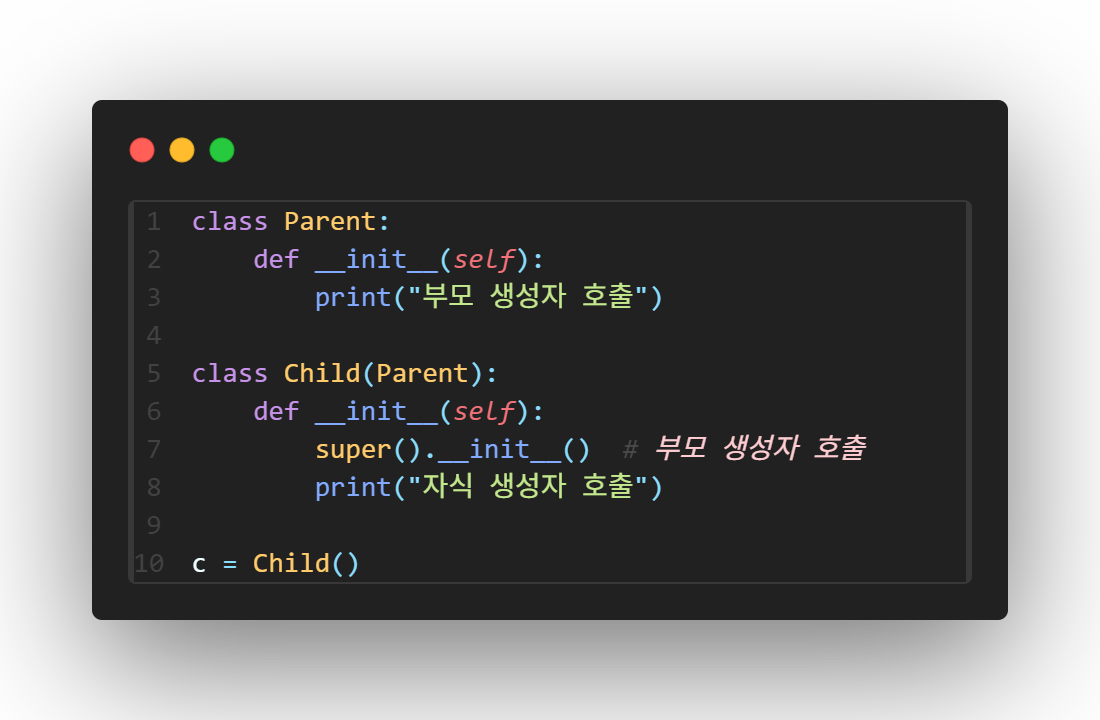 1 class Parent:
2     def __init__(self):
3         print("부모 생성자 호출")
4
5 class Child(Parent):
6     def __init__(self):
7         super().__init__()  # 부모 생성자 호출
8         print("자식 생성자 호출")
9
10 c = Child()